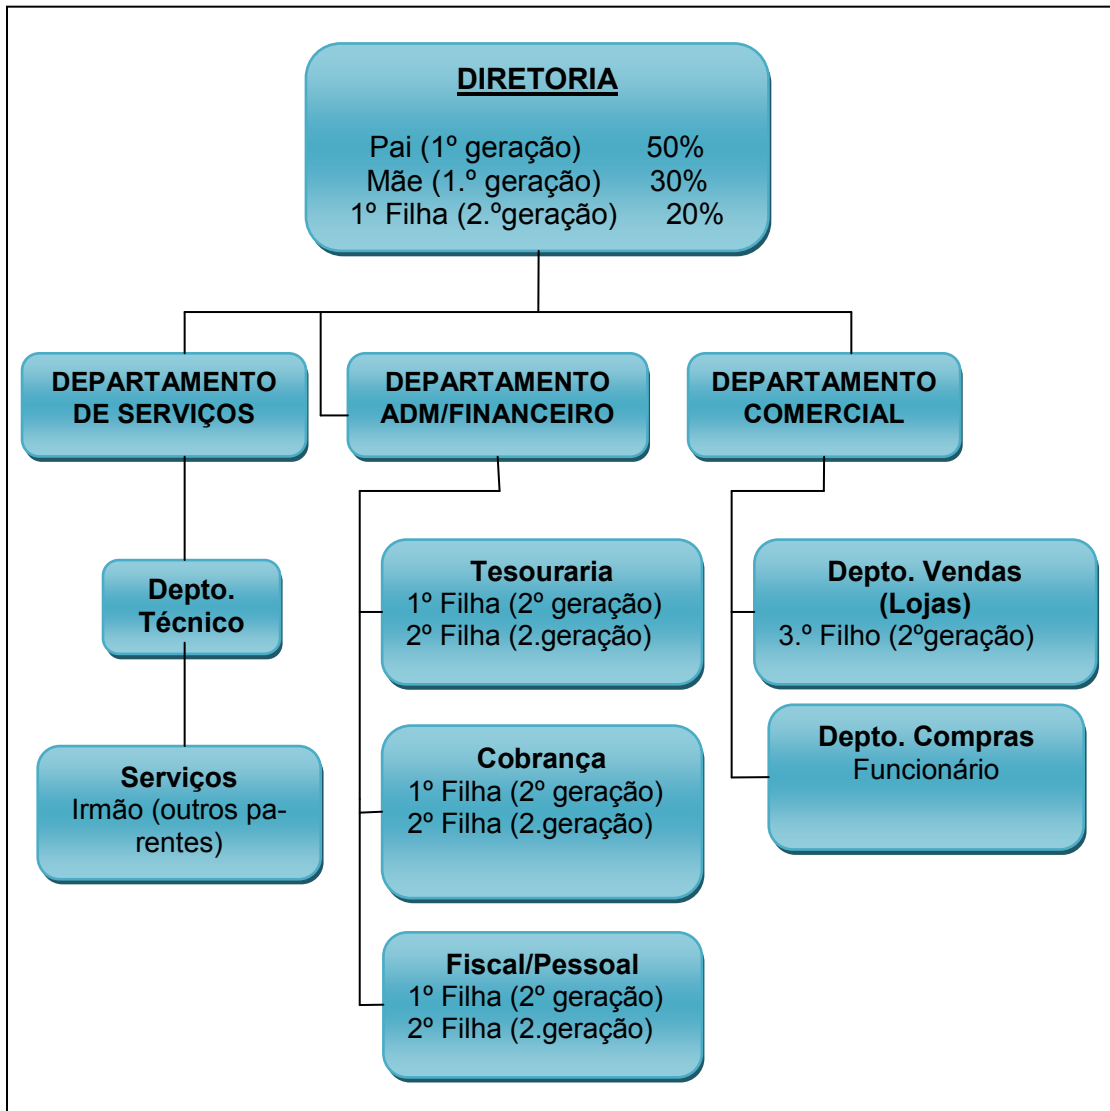 DIRETORIA
Pai (1º geração) 50%
Mãe (1.º geração) 30%
1º Filha (2.ºgeração) 20%
DEPARTAMENTO
DE SERVIÇOS
DEPARTAMENTO
ADM/FINANCEIRO
DEPARTAMENTO
COMERCIAL
Depto.
Técnico
Serviços
Irmão (outros pa-
rentes)
Tesouraria
1º Filha (2º geração)
2º Filha (2.geração)
Cobrança
1º Filha (2º geração)
2º Filha (2.geração)
Fiscal/Pessoal
1º Filha (2º geração)
2º Filha (2.geração)
Depto. Vendas
(Lojas)
3.º Filho (2ºgeração)
Depto. Compras
Funcionário